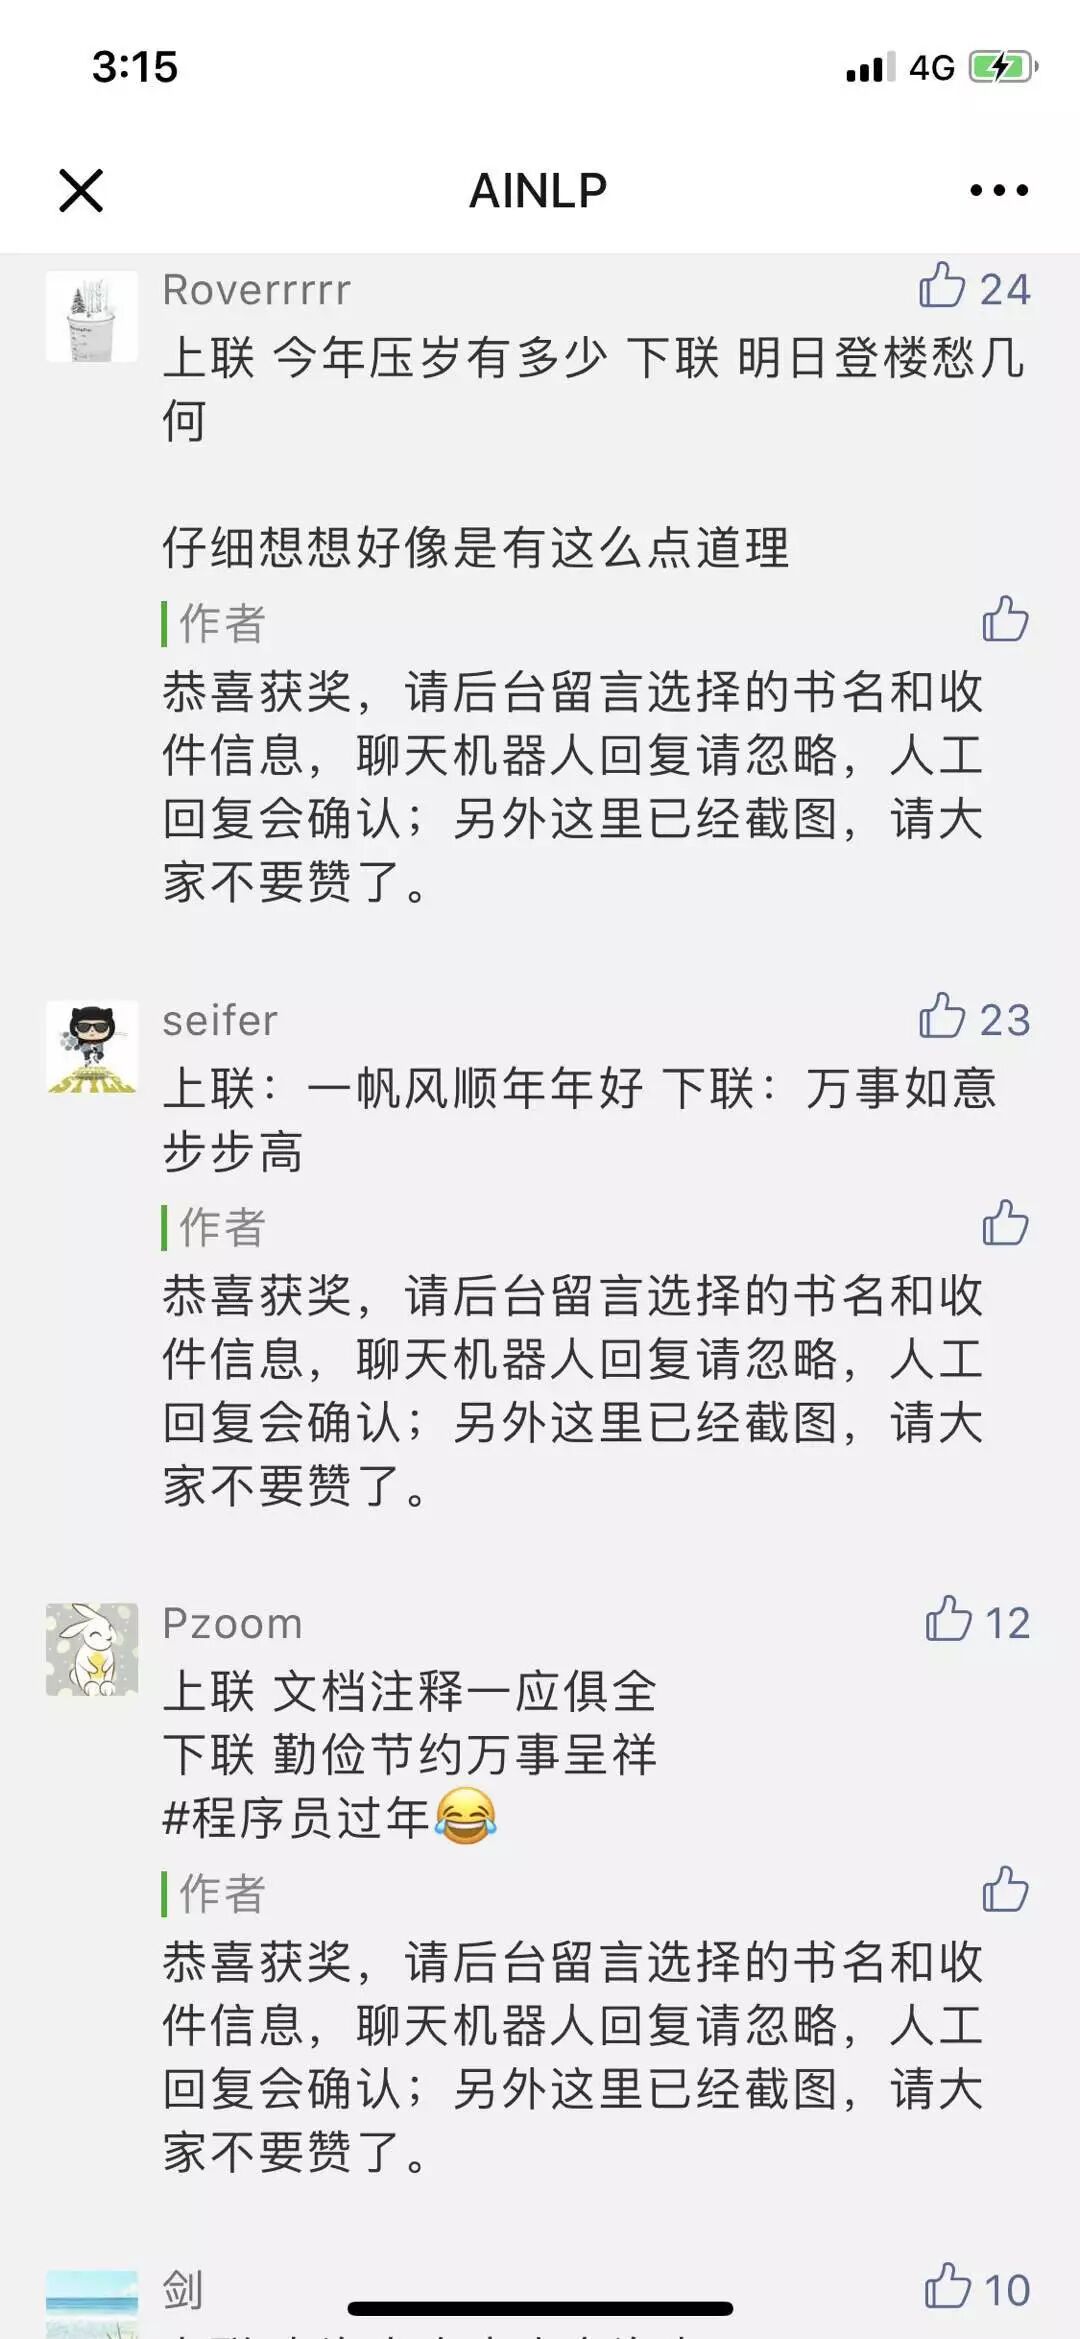 3:15
4G
AINLP
Roverrrrr
24
上联 今年压岁有多少 下联 明日登楼愁几
何
仔细想想好像是有这么点道理
作者
恭喜获奖，请后台留言选择的书名和收
件信息，聊天机器人回复请忽略，人工
回复会确认；另外这里已经截图，请大
家不要赞了。
seifer
23
上联：一帆风顺年年好 下联：万事如意
步步高
作者
恭喜获奖，请后台留言选择的书名和收
件信息，聊天机器人回复请忽略，人工
回复会确认；另外这里已经截图，请大
家不要赞了。
Pzoom
12
上联 文档注释一应俱全
下联 勤俭节约万事呈祥
#程序员过年😂
作者
恭喜获奖，请后台留言选择的书名和收
件信息，聊天机器人回复请忽略，人工
回复会确认；另外这里已经截图，请大
家不要赞了。
剑
10